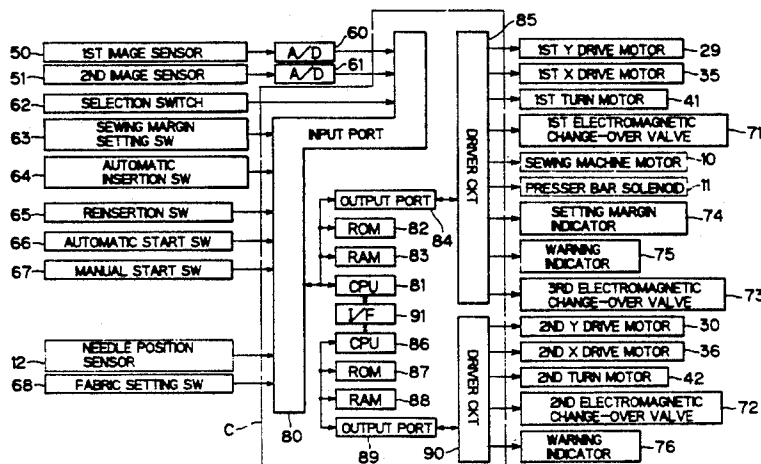 50 1ST IMAGE SENSOR
51 2ND IMAGE SENSOR
62 SELECTION SWITCH
63 SEWING MARGIN
SETTING SW
64 AUTOMATIC
INSERTION SW
65 REINSERTION SW
66 AUTOMATIC START SW
67 MANUAL START SW
12 NEEDLE POSITION
SENSOR
68 FABRIC SETTING SW
A/D 60
A/D 61
INPUT PORT
80
C
OUTPUT PORT 84
ROM 82
RAM 83
CPU 81
I/F 91
CPU 86
ROM 87
RAM 88
OUTPUT PORT
89
85
DRIVER CKT
DRIVER CKT
90
1ST Y DRIVE MOTOR 29
1ST X DRIVE MOTOR 35
1ST TURN MOTOR 41
1ST ELECTROMAGNETIC
CHANGE-OVER VALVE 71
SEWING MACHINE MOTOR 10
PRESSER BAR SOLENOID 11
SETTING MARGIN
INDICATOR 74
WARNING
INDICATOR 75
3RD ELECTROMAGNETIC
CHANGE-OVER VALVE 73
2ND Y DRIVE MOTOR 30
2ND X DRIVE MOTOR 36
2ND TURN MOTOR 42
2ND ELECTROMAGNETIC
CHANGE-OVER VALVE 72
WARNING
INDICATOR 76